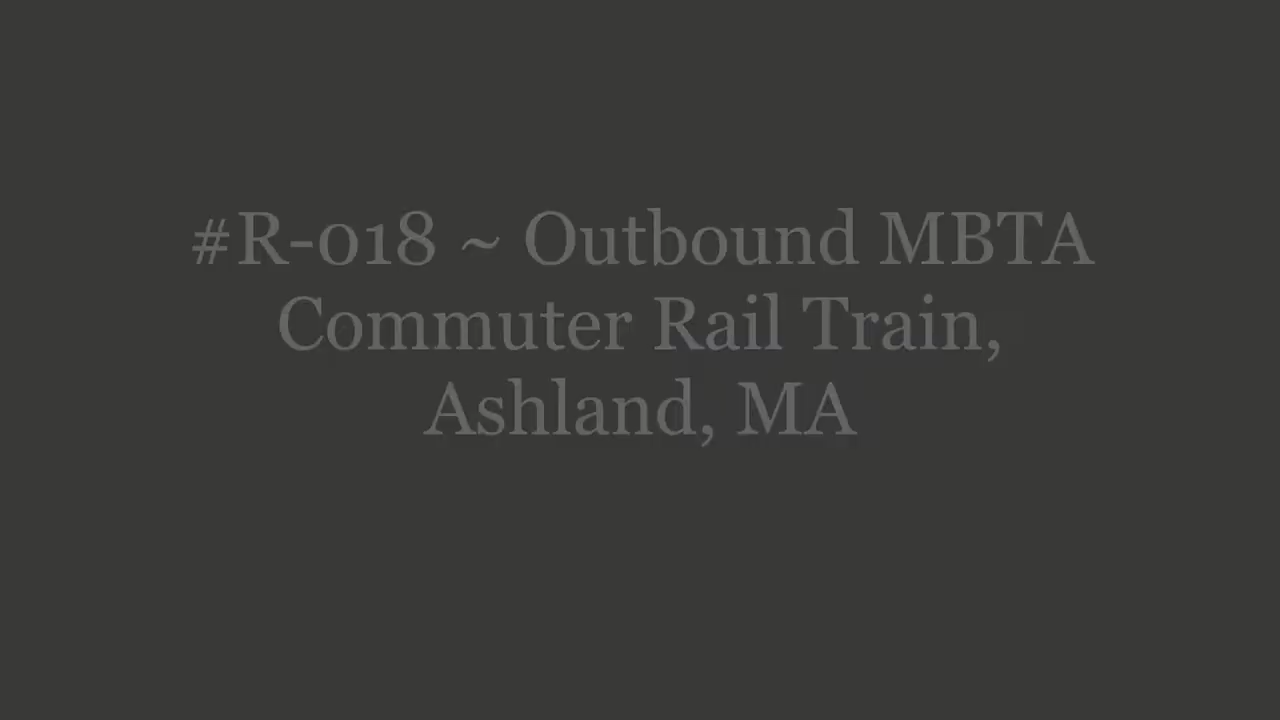 #R-018 ~ Outbound MBTA
Commuter Rail Train,
Ashland, MA